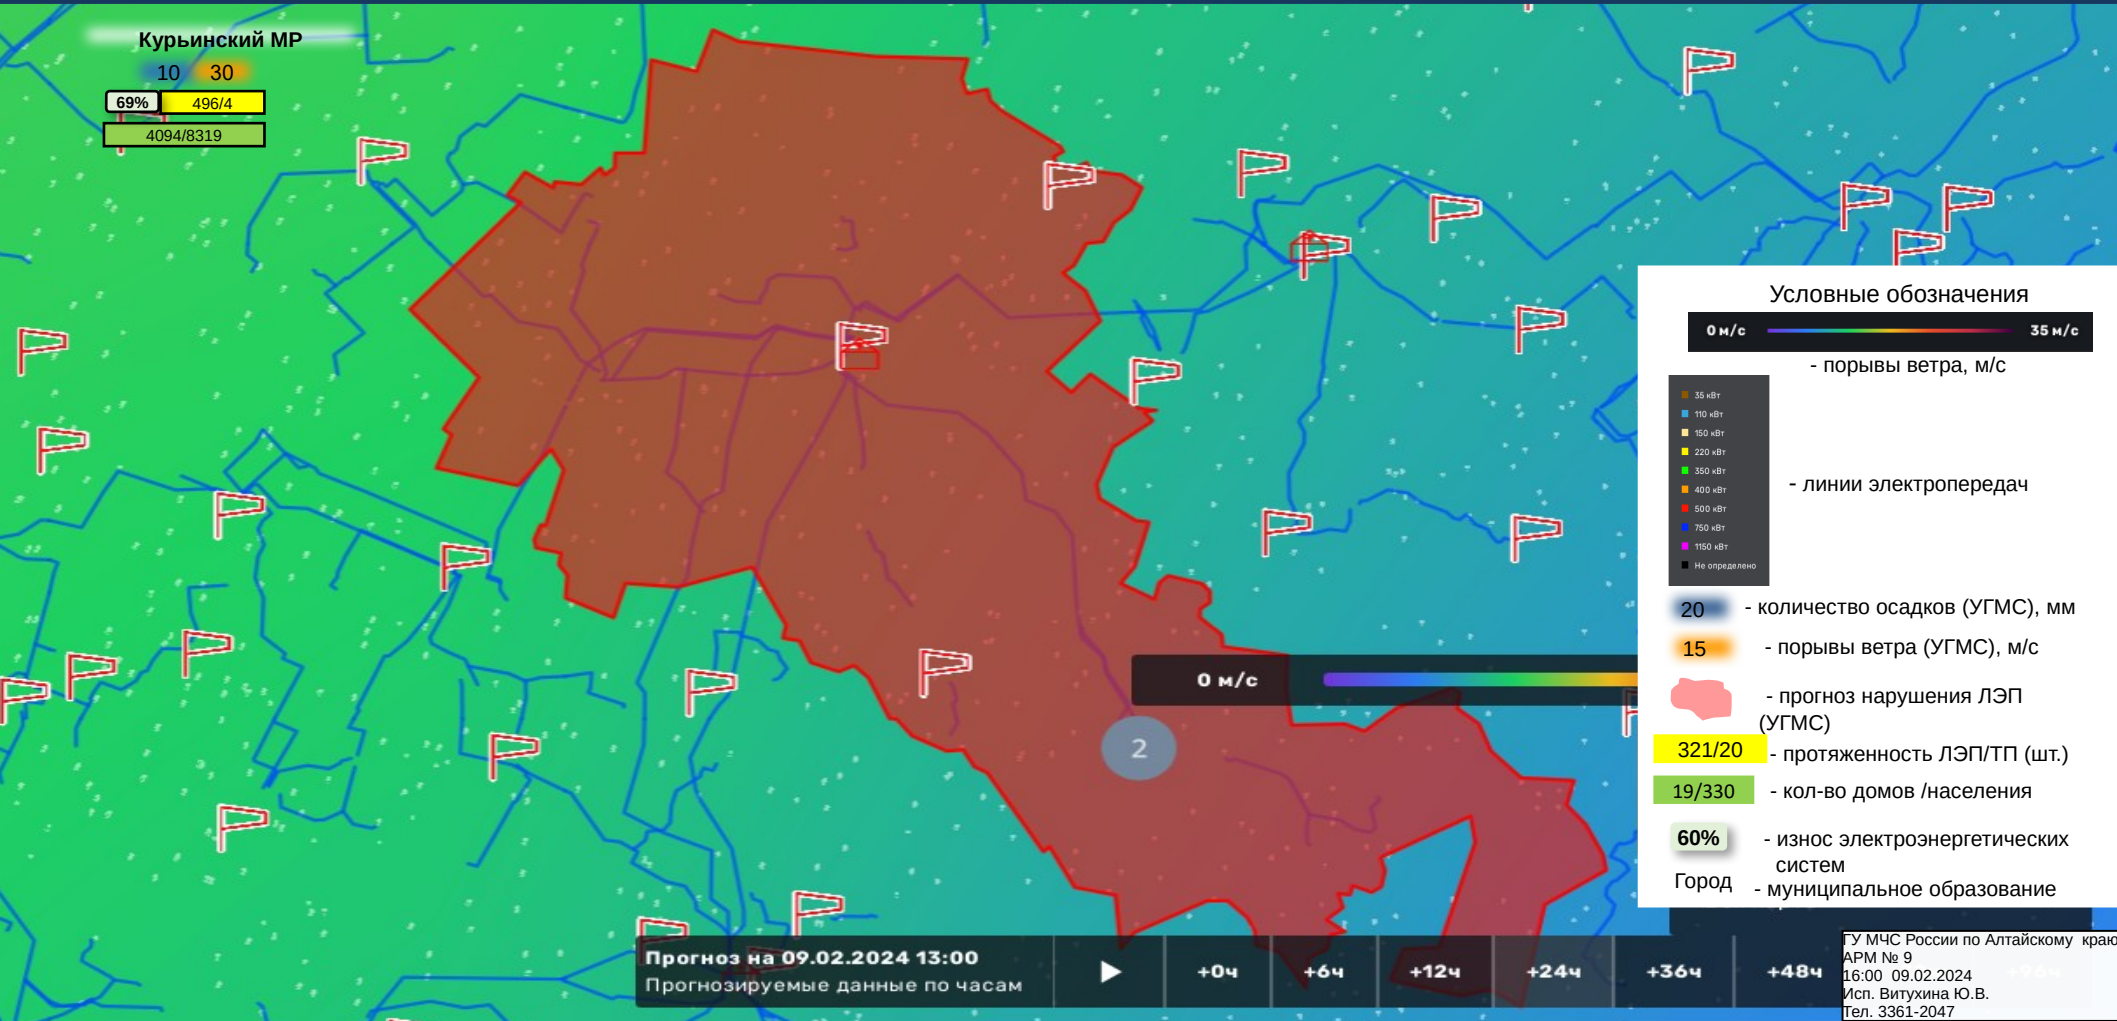 Курьинский МР
10 30
69% 496/4
4094/8319
Условные обозначения
0 м/с 35 м/с
- порывы ветра, м/с
35 кВт
110 кВт
150 кВт
220 кВт
350 кВт
400 кВт
500 кВт
750 кВт
1150 кВт
Не определено
- линии электропередач
20 - количество осадков (УГМС), мм
15 - порывы ветра (УГМС), м/с
- прогноз нарушения ЛЭП
(УГМС)
321/20 - протяженность ЛЭП/ТП (шт.)
19/330 - кол-во домов /населения
60% - износ электроэнергетических
систем
Город - муниципальное образование
0 м/с
2
Прогноз на 09.02.2024 13:00
Прогнозируемые данные по часам
+0ч +6ч +12ч +24ч +36ч +48ч +96ч
ГУ МЧС России по Алтайскому краю
АРМ № 9
16:00 09.02.2024
Исп. Витухина Ю.В.
Тел. 3361-2047